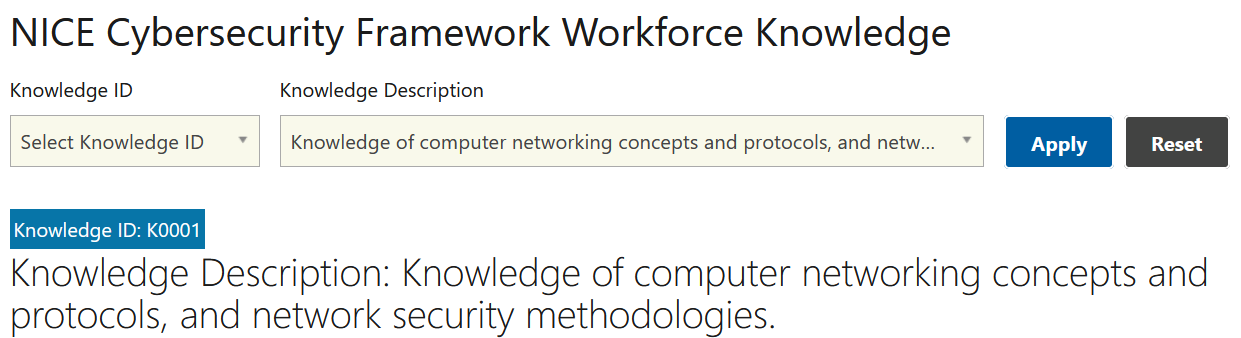 NICE Cybersecurity Framework Workforce Knowledge
Knowledge ID Knowledge Description
Select Knowledge ID Knowledge of computer networking concepts and protocols, and netw... Apply Reset
Knowledge ID: K0001
Knowledge Description: Knowledge of computer networking concepts and
protocols, and network security methodologies.